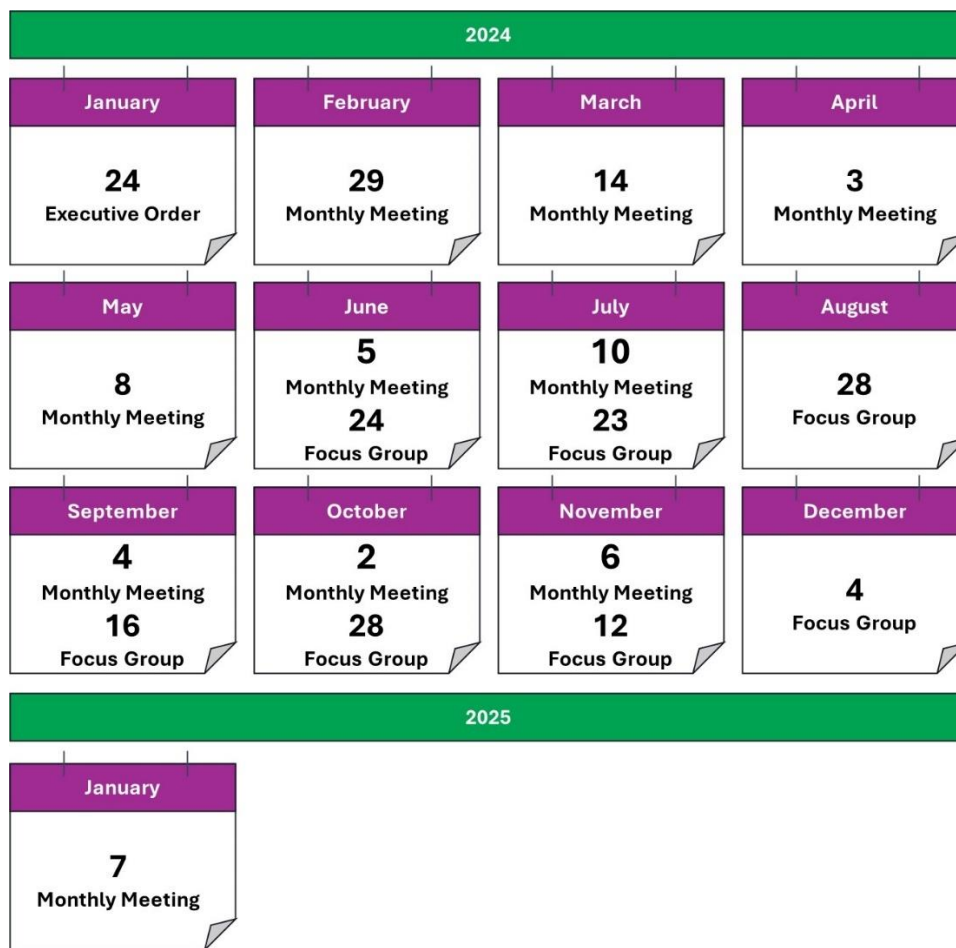 2024
January
24
Executive Order
February
29
Monthly Meeting
March
14
Monthly Meeting
April
3
Monthly Meeting
May
8
Monthly Meeting
June
5
Monthly Meeting
24
Focus Group
July
10
Monthly Meeting
23
Focus Group
August
28
Focus Group
September
4
Monthly Meeting
16
Focus Group
October
2
Monthly Meeting
28
Focus Group
November
6
Monthly Meeting
12
Focus Group
December
4
Focus Group
2025
January
7
Monthly Meeting